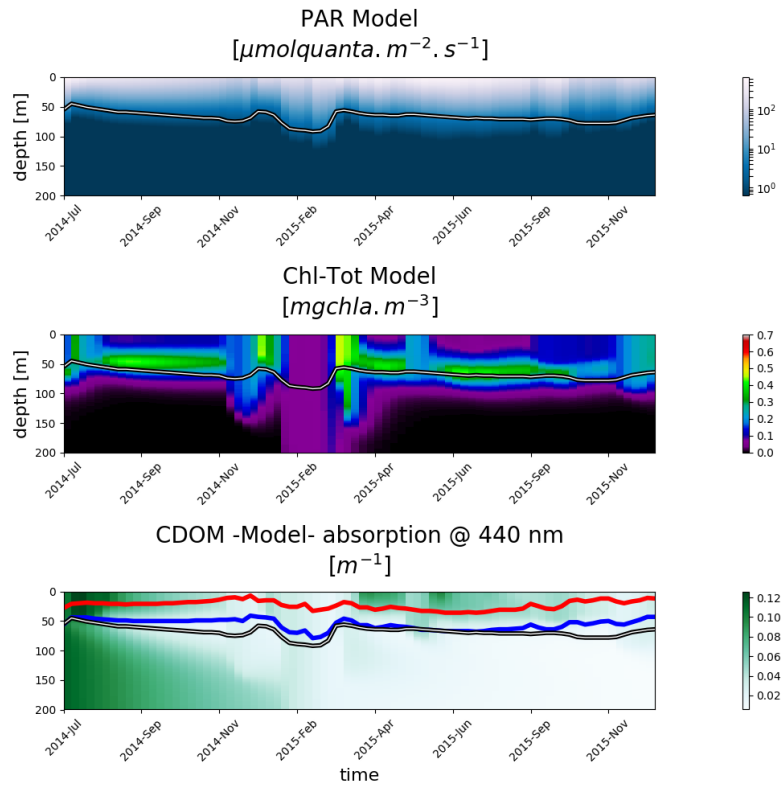 PAR Model
[μmolquanta.m⁻².s⁻¹]
depth [m]
0
50
100
150
200
2014-Jul
2014-Sep
2014-Nov
2015-Feb
2015-Apr
2015-Jun
2015-Sep
2015-Nov
10²
10¹
10⁰
Chl-Tot Model
[mgchla.m⁻³]
depth [m]
0
50
100
150
200
2014-Jul
2014-Sep
2014-Nov
2015-Feb
2015-Apr
2015-Jun
2015-Sep
2015-Nov
0.7
0.6
0.5
0.4
0.3
0.2
0.1
0.0
CDOM -Model- absorption @ 440 nm
[m⁻¹]
depth [m]
0
50
100
150
200
2014-Jul
2014-Sep
2014-Nov
2015-Feb
2015-Apr
2015-Jun
2015-Sep
2015-Nov
time
0.12
0.10
0.08
0.06
0.04
0.02